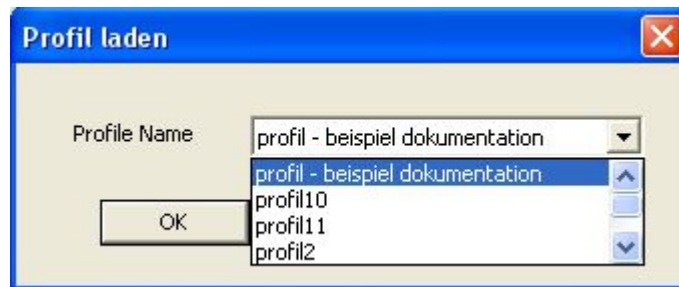 Profil laden
Profile Name
profil - beispiel dokumentation
profil - beispiel dokumentation
profil10
profil11
profil2
OK